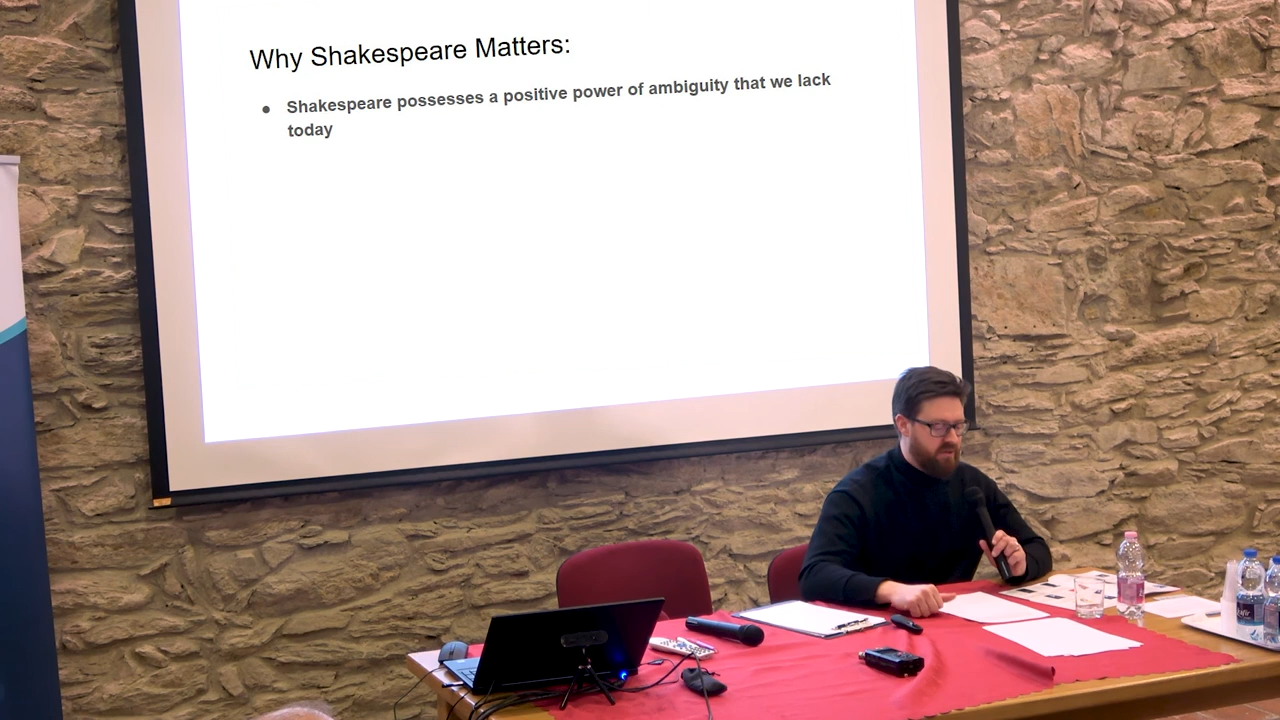 Why Shakespeare Matters:
● Shakespeare possesses a positive power of ambiguity that we lack
today